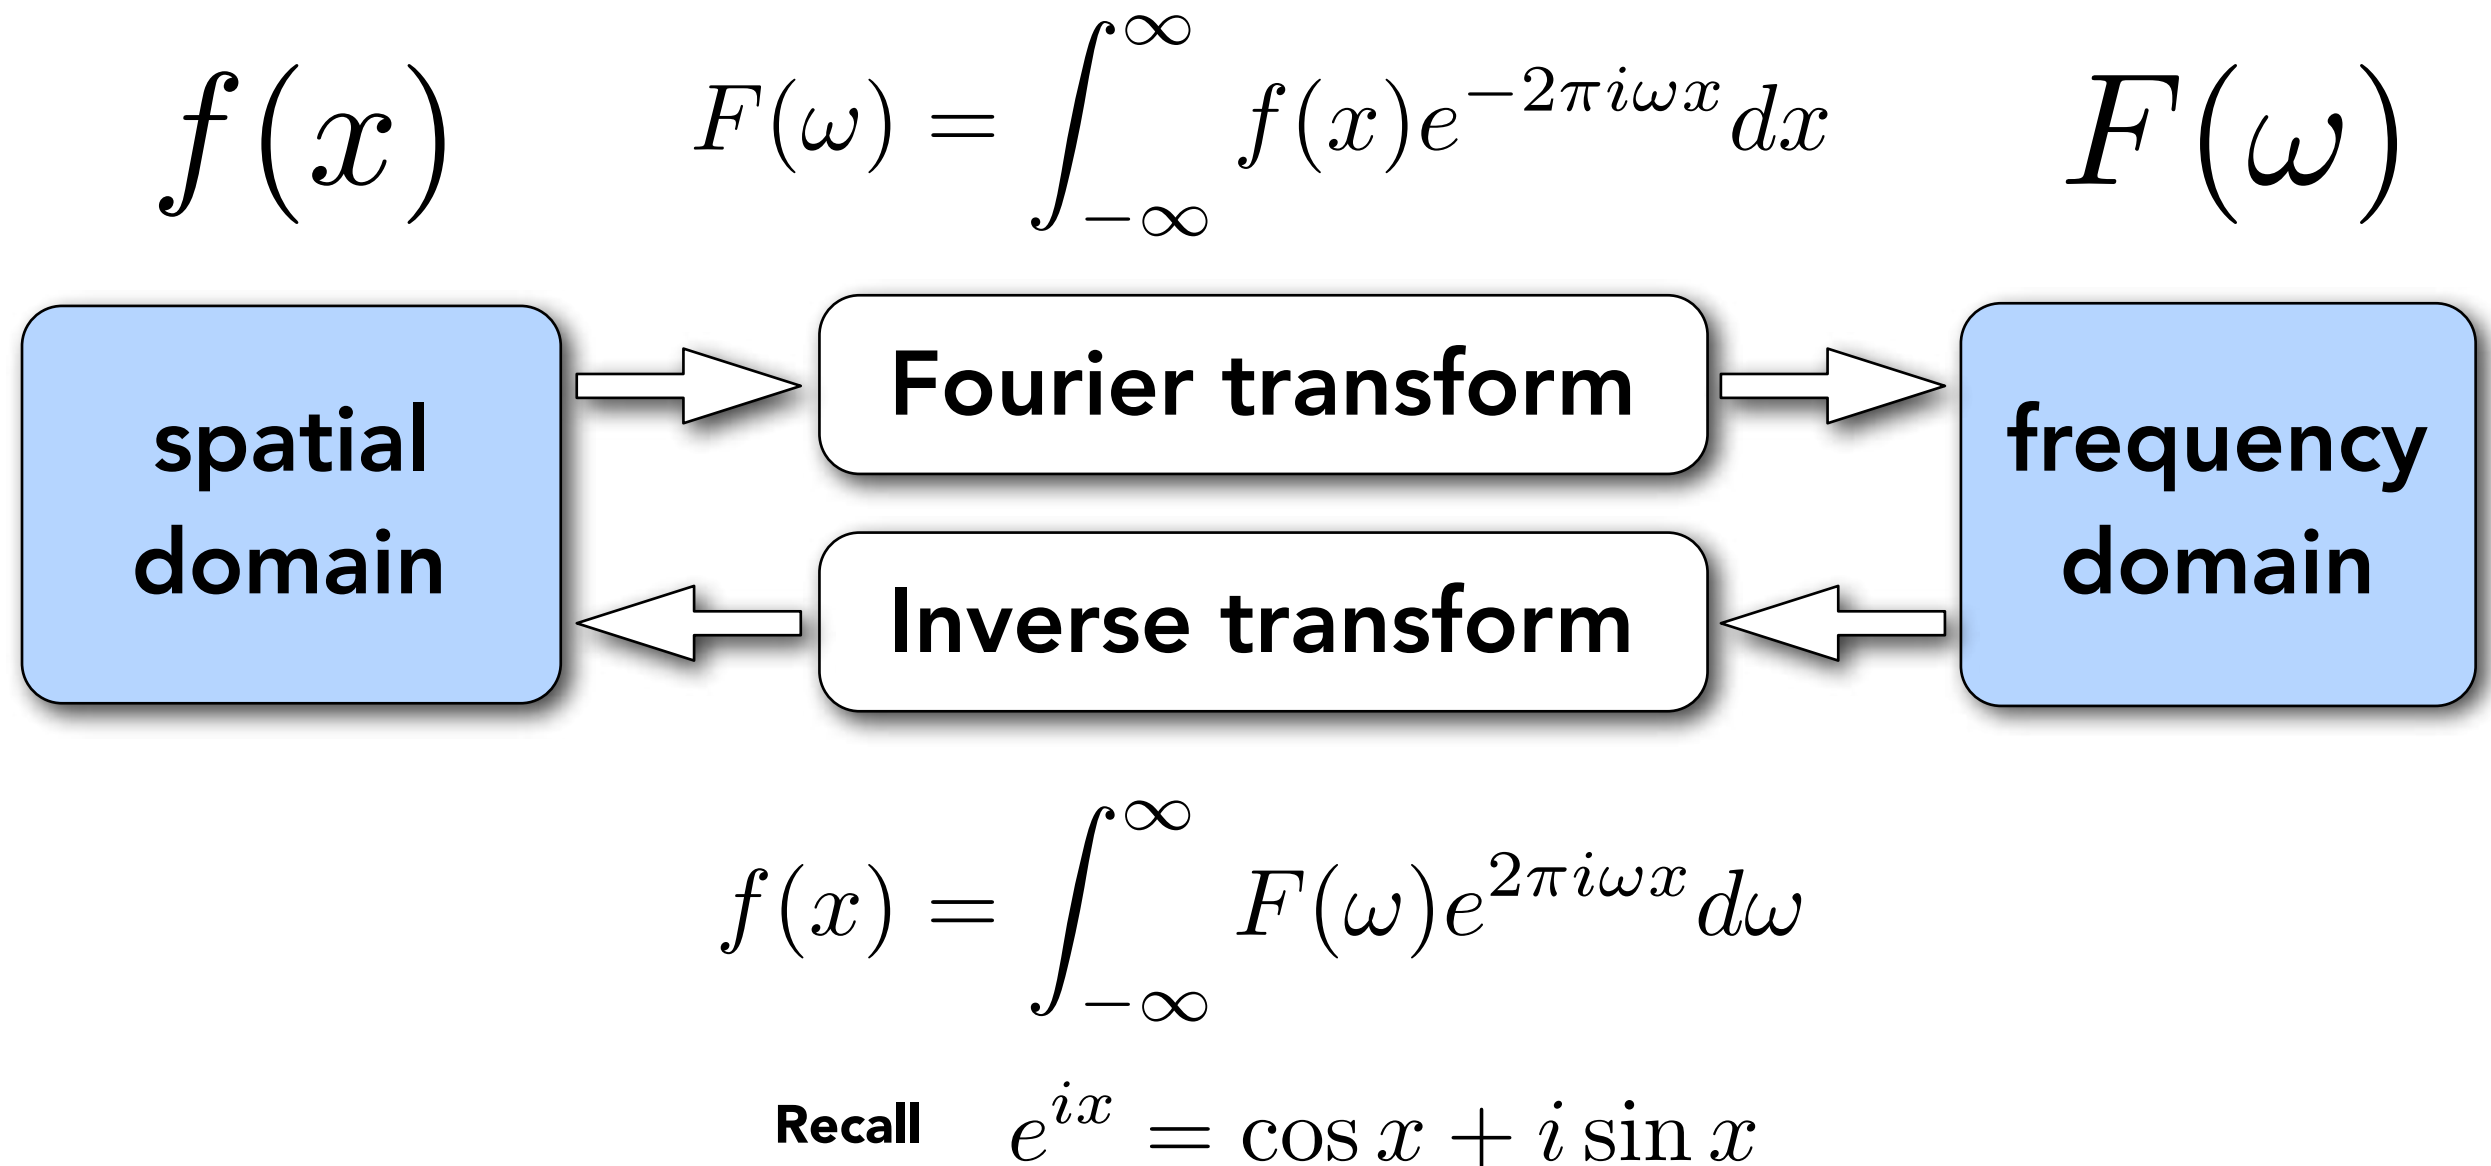 f(x)
F(ω) = ∫_{-∞}^{∞} f(x)e^{-2πiωx}dx
F(ω)
spatial
domain
Fourier transform
Inverse transform
frequency
domain
f(x) = ∫_{-∞}^{∞} F(ω)e^{2πiωx}dω
Recall e^{ix} = cos x + i sin x